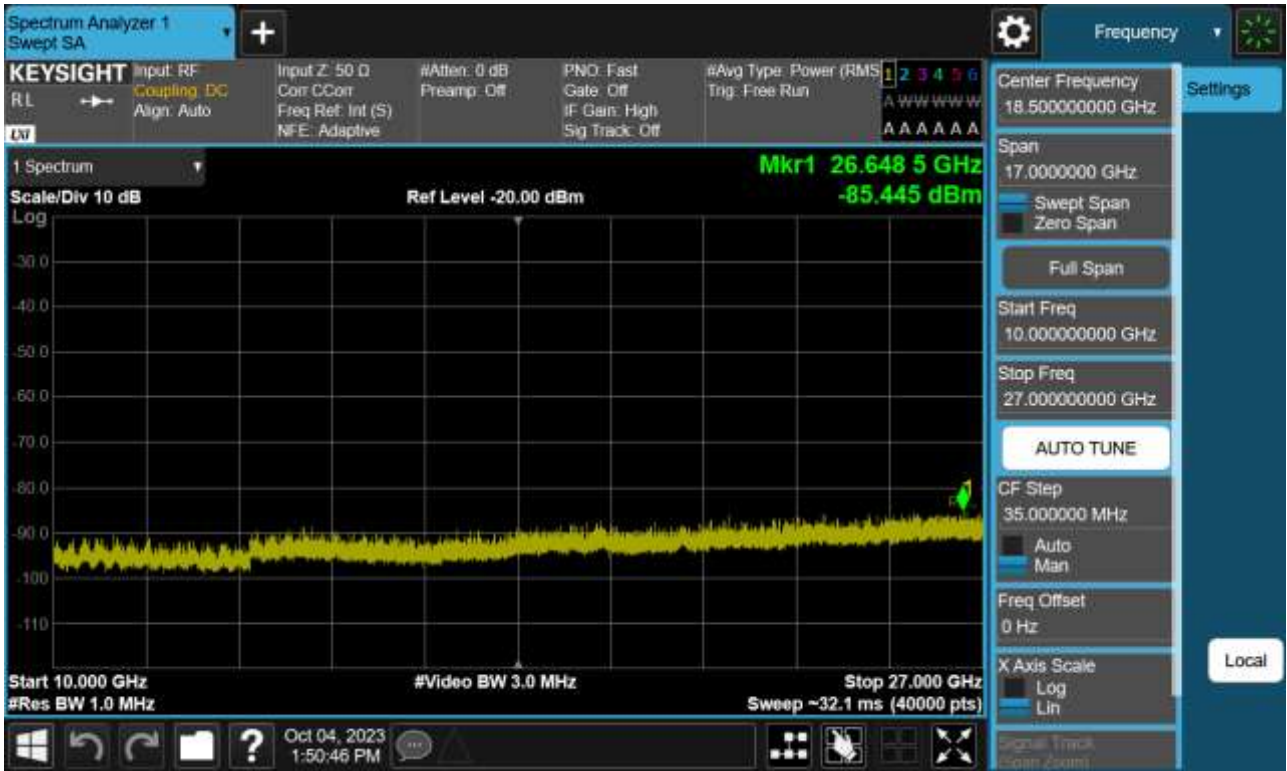 Spectrum Analyzer 1
Swept SA
+
Frequency
KEYSIGHT
RL
LXI
Input: RF
Coupling: DC
Align: Auto
Input Z: 50 Ω
Corr CCorr
Freq Ref: Int (S)
NFE: Adaptive
#Atten: 0 dB
Preamp: Off
PNO: Fast
Gate: Off
IF Gain: High
Sig Track: Off
#Avg Type: Power (RMS
Trig: Free Run
1 2 3 4 5 6
A W W W W W
A A A A A A
1 Spectrum
Scale/Div 10 dB
Ref Level -20.00 dBm
Mkr1 26.648 5 GHz
-85.445 dBm
Log
-30.0
-40.0
-50.0
-60.0
-70.0
-80.0
-90.0
-100
-110
Start 10.000 GHz
#Video BW 3.0 MHz
Stop 27.000 GHz
#Res BW 1.0 MHz
Sweep ~32.1 ms (40000 pts)
Center Frequency
18.500000000 GHz
Span
17.0000000 GHz
Swept Span
Zero Span
Full Span
Start Freq
10.000000000 GHz
Stop Freq
27.000000000 GHz
AUTO TUNE
CF Step
35.000000 MHz
Auto
Man
Freq Offset
0 Hz
X Axis Scale
Log
Lin
Signal Track
(Span Zoom)
Settings
Local
?
Oct 04, 2023
1:50:46 PM